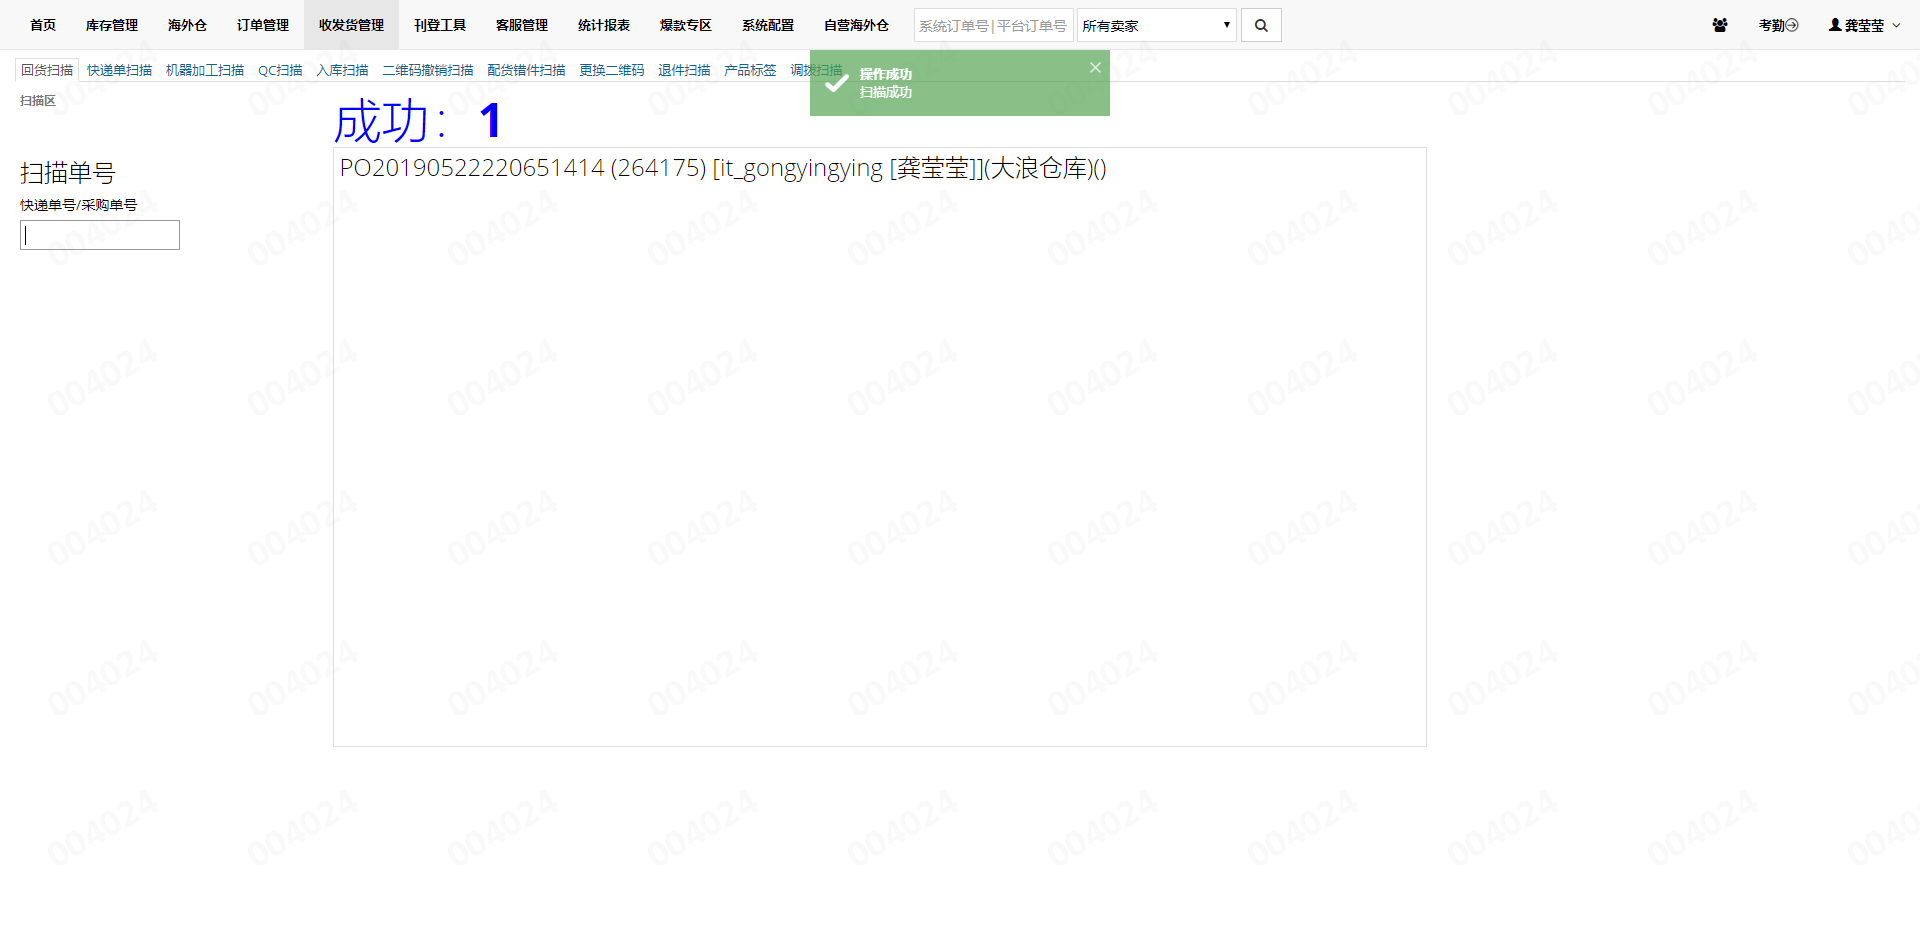 首页 库存管理 海外仓 订单管理 收发货管理 刊登工具 客服管理 统计报表 爆款专区 系统配置 自营海外仓 系统订单号|平台订单号 所有卖家 考勤 龚莹莹
回货扫描 快递单扫描 机器加工扫描 QC扫描 入库扫描 二维码撤销扫描 配货错件扫描 更换二维码 退件扫描 产品标签 调拨扫描
操作成功
扫描成功
扫描区
成功：1
PO20190522220651414 (264175) [it_gongyingying [龚莹莹]](大浪仓库)()
扫描单号
快递单号/采购单号
004024 004024 004024 004024 004024 004024 004024 004024 004024 004024
004024 004024 004024 004024 004024 004024 004024 004024 004024 004024
004024 004024 004024 004024 004024 004024 004024 004024 004024 004024
004024 004024 004024 004024 004024 004024 004024 004024 004024 004024
004024 004024 004024 004024 004024 004024 004024 004024 004024 004024
004024 004024 004024 004024 004024 004024 004024 004024 004024 004024